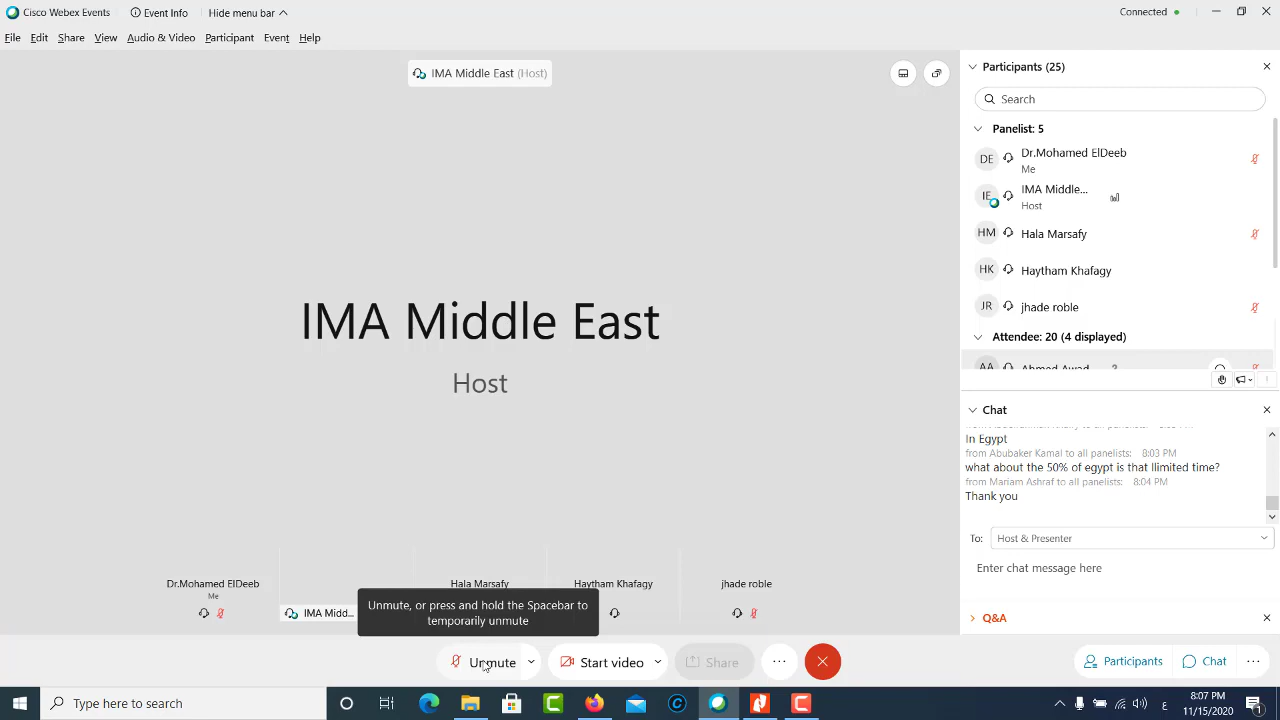 Cisco Webex Events
Event Info
Hide menu bar
Connected
File Edit Share View Audio & Video Participant Event Help
IMA Middle East (Host)
IMA Middle East
Host
Dr.Mohamed ElDeeb
Me
IMA Midd...
Hala Marsafy
Haytham Khafagy
jhade roble
Unmute, or press and hold the Spacebar to
temporarily unmute
Unmute
Start video
Share
Participants (25)
Search
Panelist: 5
DE Dr.Mohamed ElDeeb
Me
IE IMA Middle...
Host
HM Hala Marsafy
HK Haytham Khafagy
JR jhade roble
Attendee: 20 (4 displayed)
AA Ahmed Awad
Chat
In Egypt
from Abubaker Kamal to all panelists: 8:03 PM
what about the 50% of egypt is that llimited time?
from Mariam Ashraf to all panelists: 8:04 PM
Thank you
To: Host & Presenter
Enter chat message here
Q&A
Participants
Chat
Type here to search
8:07 PM
11/15/2020